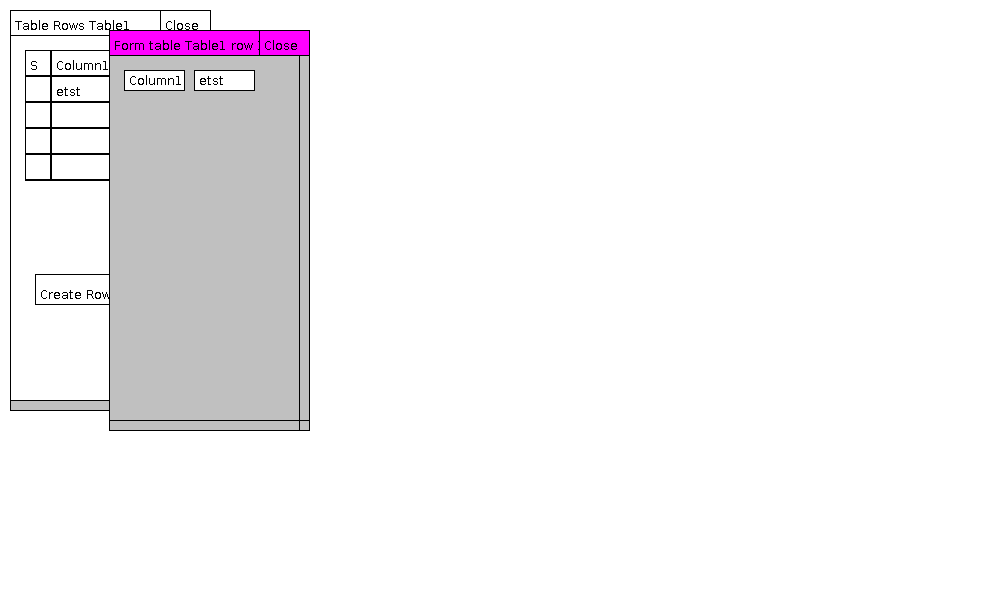 Table Rows Table1 Close
S Column1
etst
Create Row
Form table Table1 row Close
Column1 etst